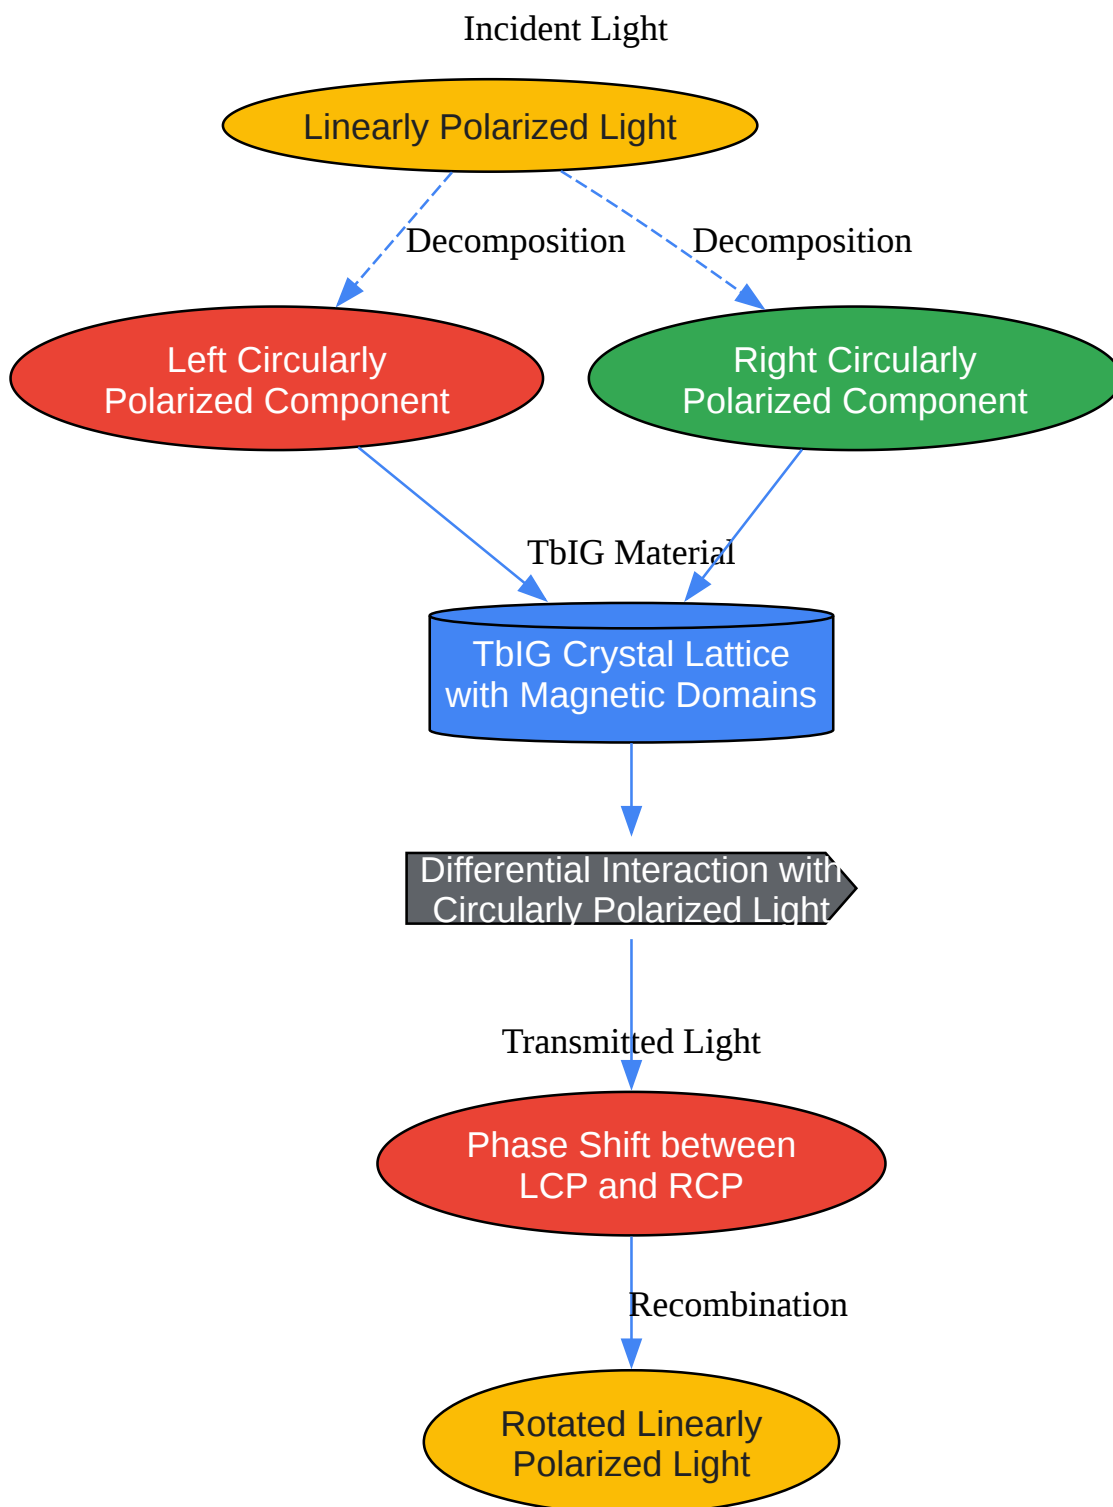 Incident Light
Linearly Polarized Light
Decomposition
Decomposition
Left Circularly
Polarized Component
Right Circularly
Polarized Component
TbIG Material
TbIG Crystal Lattice
with Magnetic Domains
Differential Interaction with
Circularly Polarized Light
Transmitted Light
Phase Shift between
LCP and RCP
Recombination
Rotated Linearly
Polarized Light